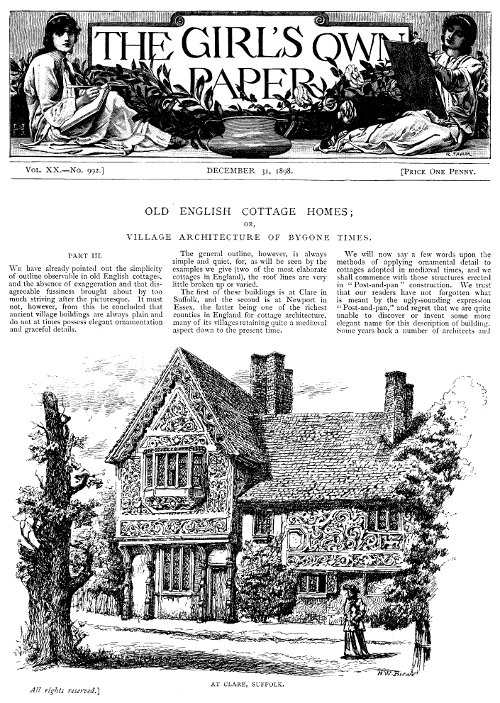 THE GIRL'S OWN
PAPER
VOL. XX.—NO. 992.]
DECEMBER 31, 1898.
[PRICE ONE PENNY.
OLD ENGLISH COTTAGE HOMES;
OR,
VILLAGE ARCHITECTURE OF BYGONE TIMES.
PART III.
WE have already pointed out the simplicity
of outline observable in old English cottages,
and the absence of exaggeration and that dis-
agreeable fussiness brought about by too
much striving after the picturesque. It must
not, however, from this be concluded that
ancient village buildings are always plain and
do not at times possess elegant ornamentation
and graceful details.
The general outline, however, is always
simple and quiet, for, as will be seen by the
examples we give (two of the most elaborate
cottages in England), the roof lines are very
little broken up or varied.
The first of these buildings is at Clare in
Suffolk, and the second is at Newport in
Essex, the latter being one of the richest
counties in England for cottage architecture,
many of its villages retaining quite a mediæval
aspect down to the present time.
We will now say a few words upon the
methods of applying ornamental detail to
cottages adopted in mediæval times, and we
shall commence with those structures erected
in "Post-and-pan" construction. We trust
that our readers have not forgotten what
is meant by the ugly-sounding expression
"Post-and-pan," and regret that we are quite
unable to discover or invent some more
elegant name for this description of building.
Some years back a number of architects and
AT CLARE, SUFFOLK.
All rights reserved.]